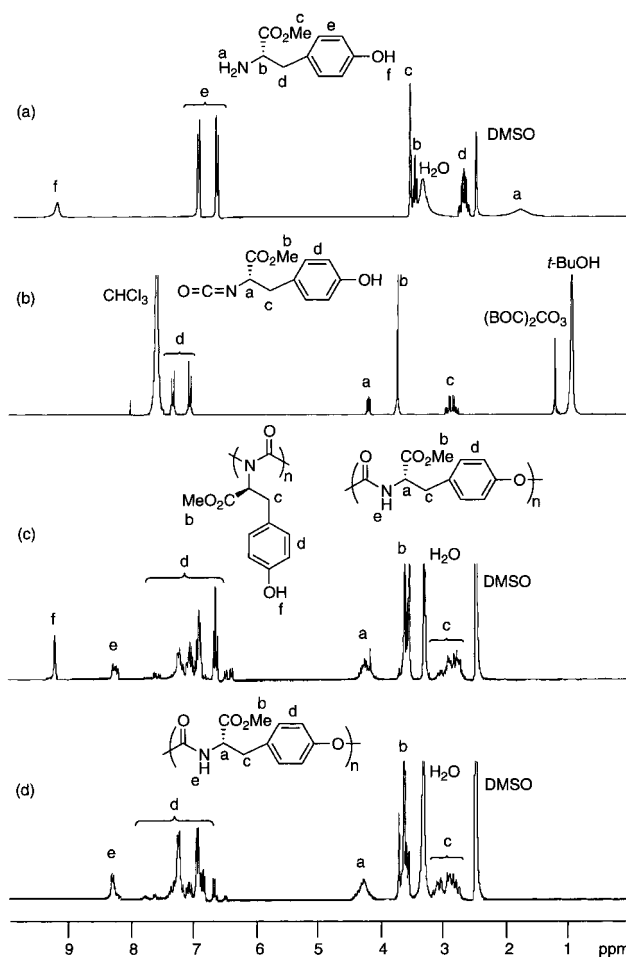 c
CO2Me
e
a
H2N
b
d
OH
f
(a)
f
e
c
b
H2O
d
DMSO
a
b
CO2Me
d
O=C=N
a
c
OH
(b)
CHCl3
d
a
b
c
(BOC)2CO3
t-BuOH
O
N
n
MeO2C
b
a
c
d
OH
f
O
b
CO2Me
d
N
H
e
a
c
O
n
(c)
f
e
d
a
b
H2O
c
DMSO
O
b
CO2Me
d
N
H
e
a
c
O
n
(d)
e
d
a
b
H2O
c
DMSO
9 8 7 6 5 4 3 2 1 ppm